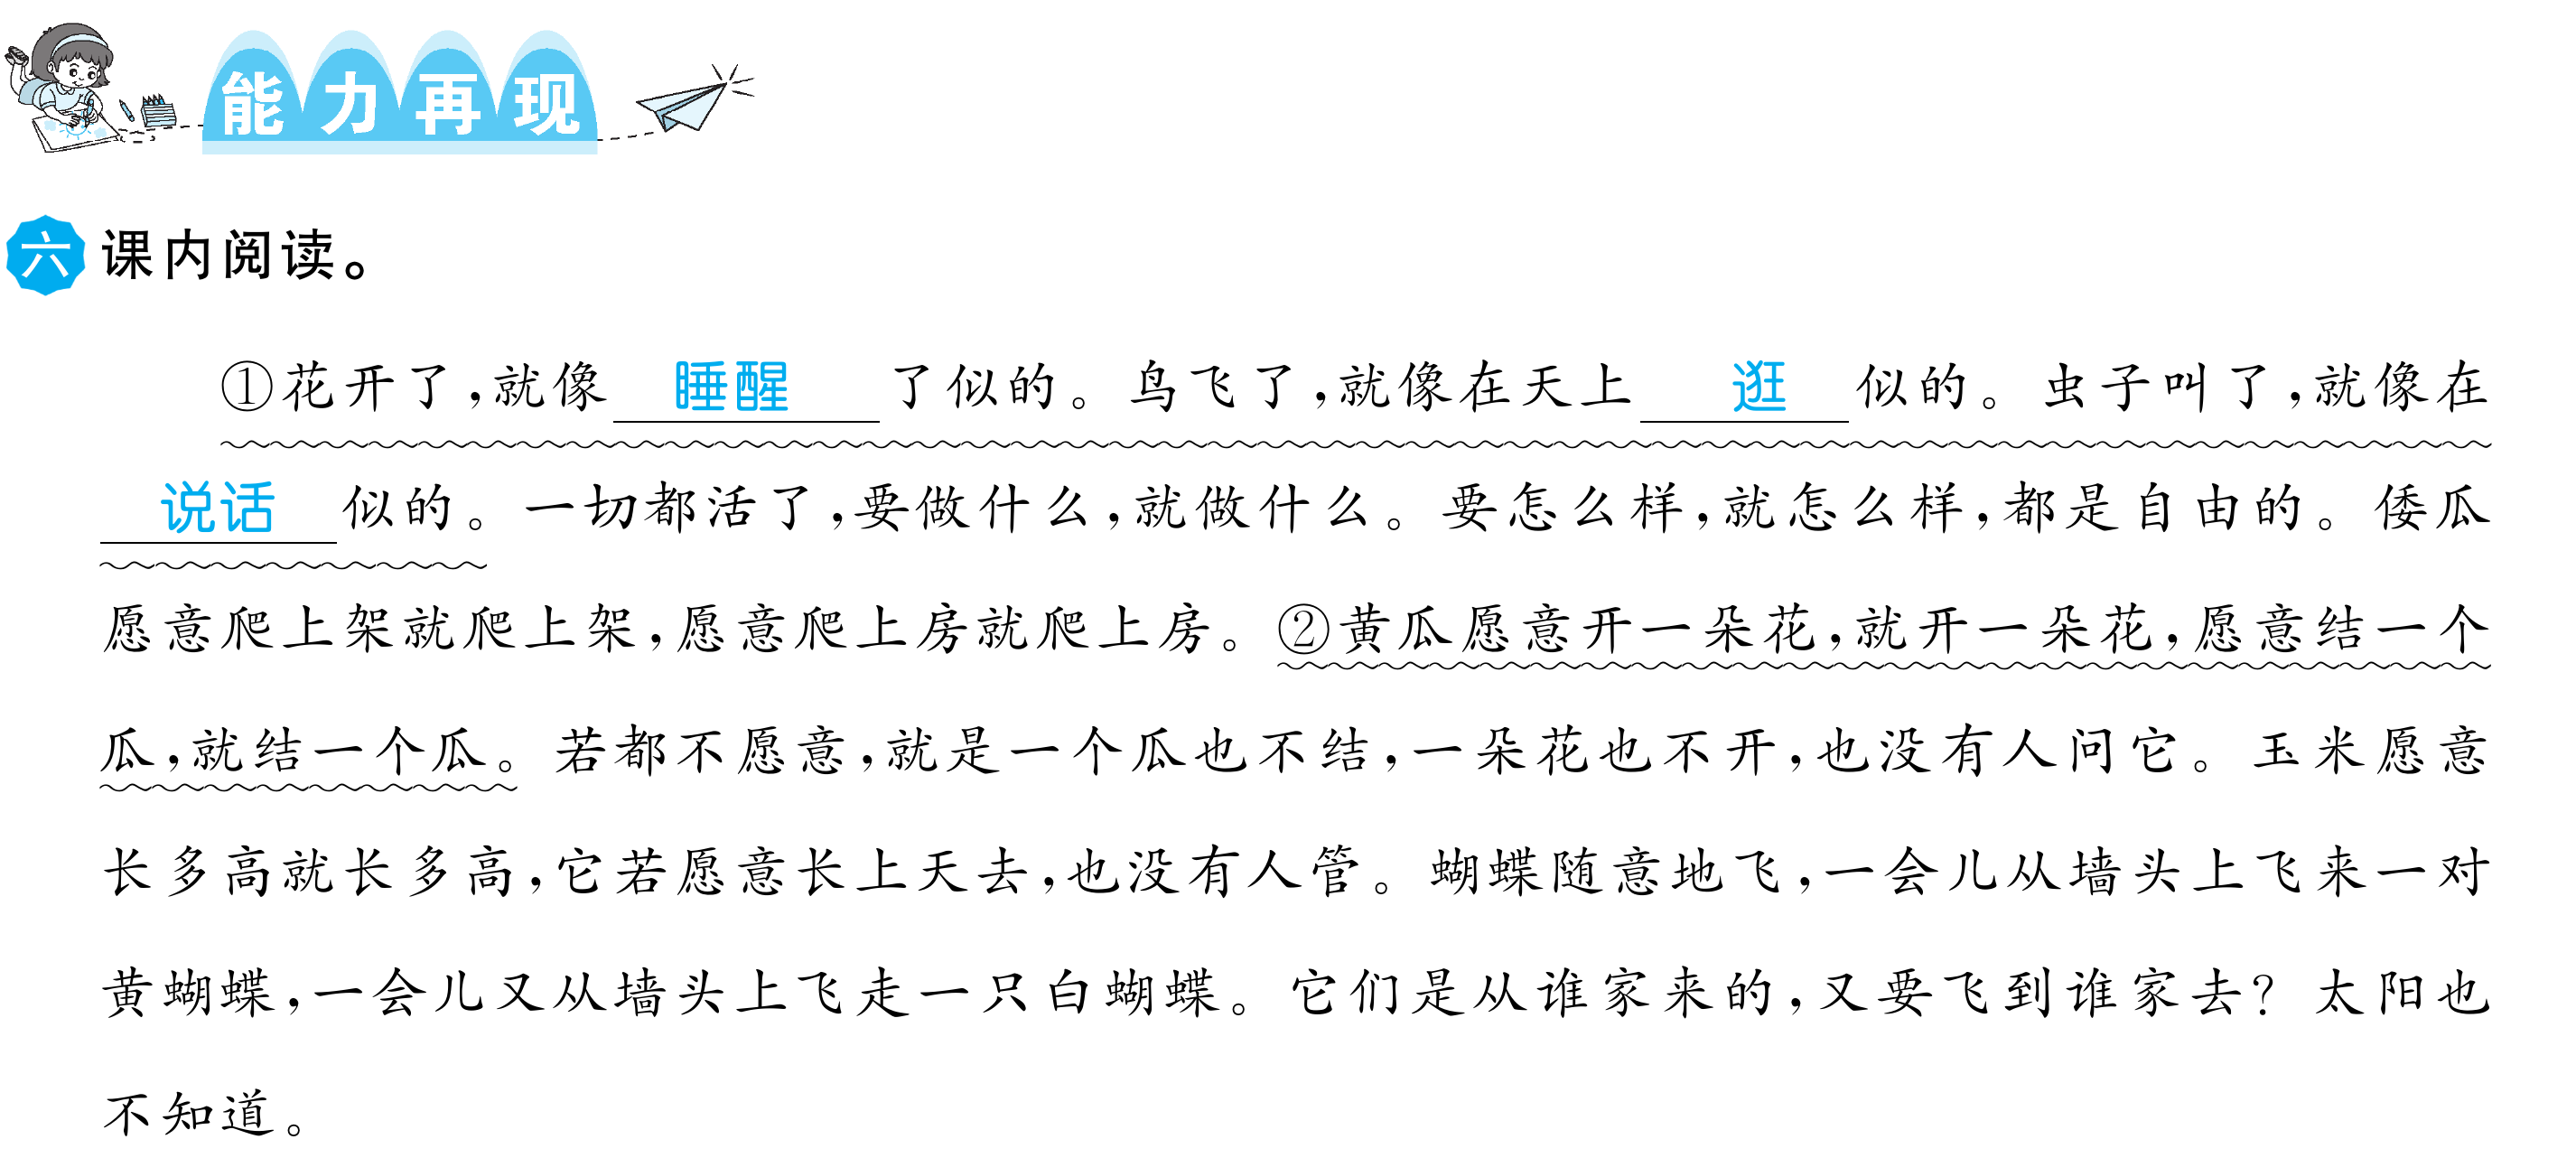 能力再现
六 课内阅读。
①花开了,就像 睡醒 了似的。鸟飞了,就像在天上 逛 似的。虫子叫了,就像在
说话 似的。一切都活了,要做什么,就做什么。要怎么样,就怎么样,都是自由的。倭瓜
愿意爬上架就爬上架,愿意爬上房就爬上房。②黄瓜愿意开一朵花,就开一朵花,愿意结一个
瓜,就结一个瓜。若都不愿意,就是一个瓜也不结,一朵花也不开,也没有人问它。玉米愿意
长多高就长多高,它若愿意长上天去,也没有人管。蝴蝶随意地飞,一会儿从墙头上飞来一对
黄蝴蝶,一会儿又从墙头上飞走一只白蝴蝶。它们是从谁家来的,又要飞到谁家去?太阳也
不知道。